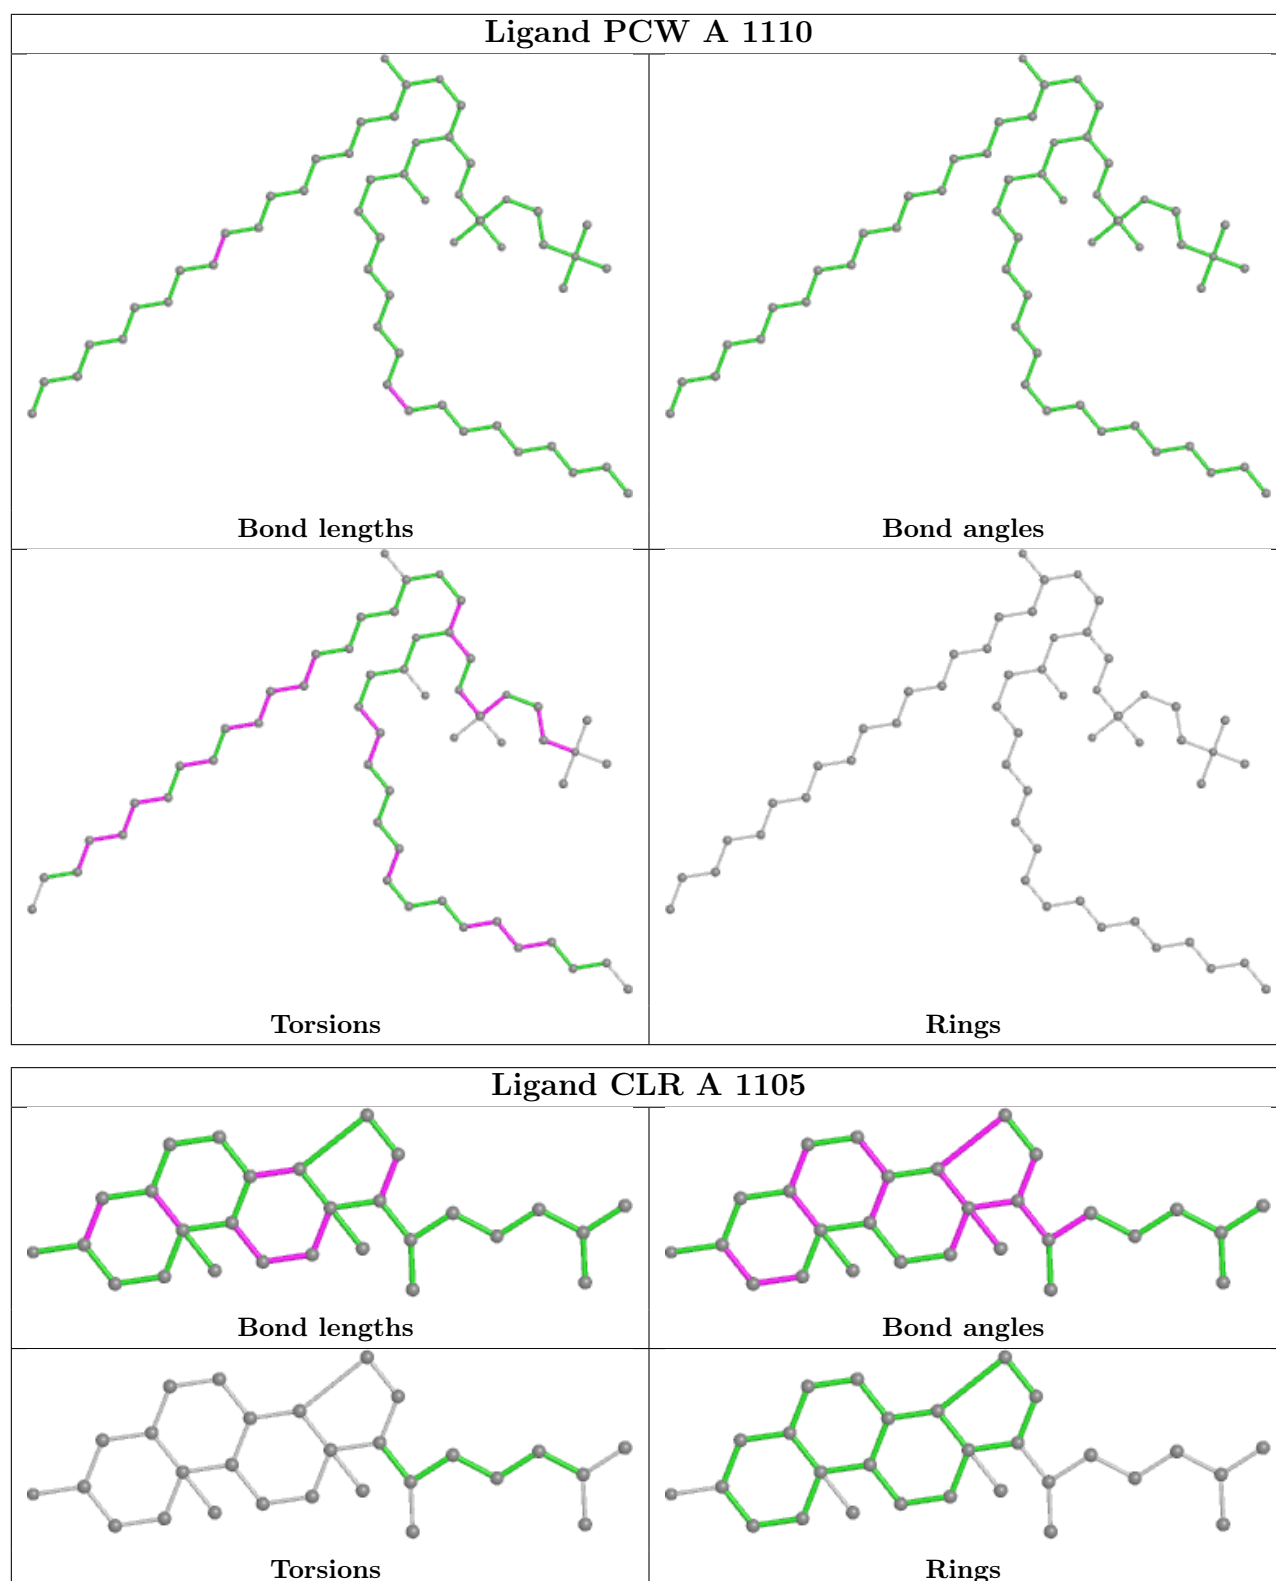 Ligand PCW A 1110
Bond lengths
Bond angles
Torsions
Rings
Ligand CLR A 1105
Bond lengths
Bond angles
Torsions
Rings